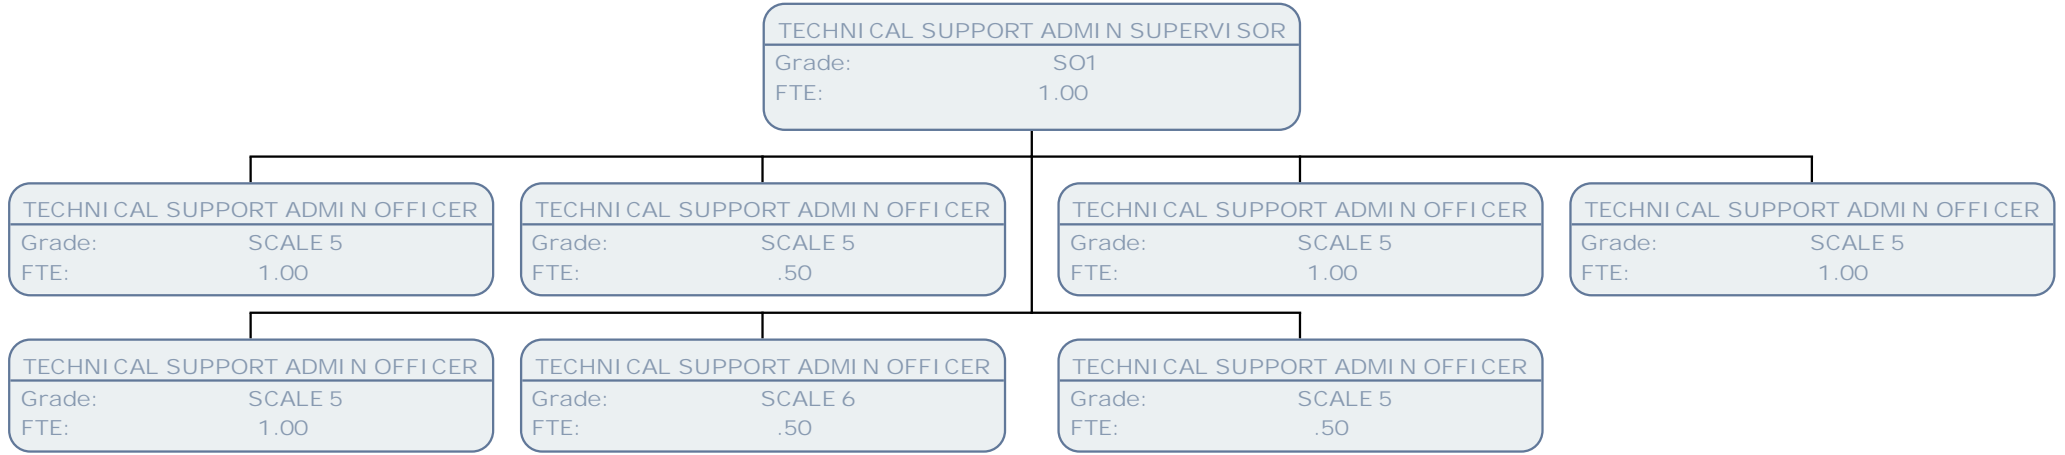 TECHNICAL SUPPORT ADMIN SUPERVISOR
Grade: SO1
FTE: 1.00
TECHNICAL SUPPORT ADMIN OFFICER
Grade: SCALE 5
FTE: 1.00
TECHNICAL SUPPORT ADMIN OFFICER
Grade: SCALE 5
FTE: .50
TECHNICAL SUPPORT ADMIN OFFICER
Grade: SCALE 5
FTE: 1.00
TECHNICAL SUPPORT ADMIN OFFICER
Grade: SCALE 5
FTE: 1.00
TECHNICAL SUPPORT ADMIN OFFICER
Grade: SCALE 5
FTE: 1.00
TECHNICAL SUPPORT ADMIN OFFICER
Grade: SCALE 6
FTE: .50
TECHNICAL SUPPORT ADMIN OFFICER
Grade: SCALE 5
FTE: .50